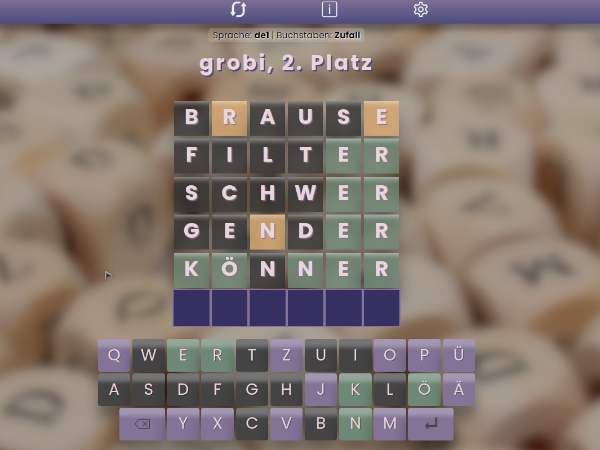 Sprache: de1 | Buchstaben: Zufall
grobi, 2. Platz
B R A U S E
F I L T E R
S C H W E R
G E N D E R
K Ö N N E R
Q W E R T Z U I O P Ü
A S D F G H J K L Ö Ä
Y X C V B N M